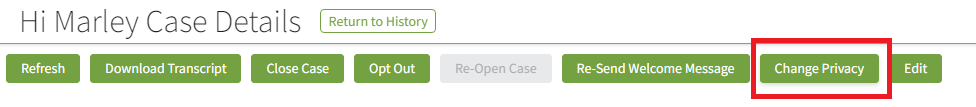 Hi Marley Case Details Return to History
Refresh Download Transcript Close Case Opt Out Re-Open Case Re-Send Welcome Message Change Privacy Edit